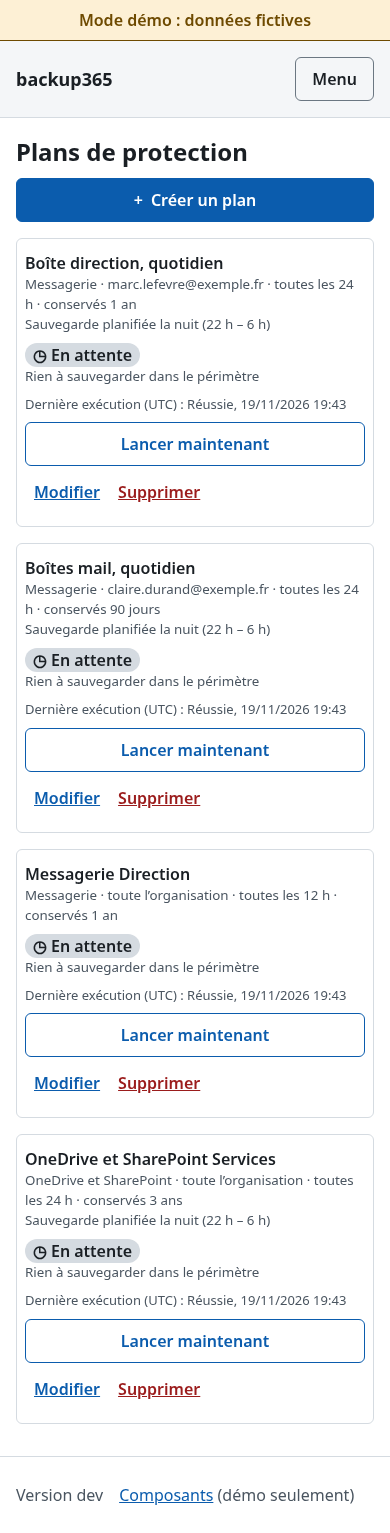 Mode démo : données fictives
backup365
Menu
Plans de protection
+ Créer un plan
Boîte direction, quotidien
Messagerie · marc.lefevre@exemple.fr · toutes les 24
h · conservés 1 an
Sauvegarde planifiée la nuit (22 h – 6 h)
En attente
Rien à sauvegarder dans le périmètre
Dernière exécution (UTC) : Réussie, 19/11/2026 19:43
Lancer maintenant
Modifier Supprimer
Boîtes mail, quotidien
Messagerie · claire.durand@exemple.fr · toutes les 24
h · conservés 90 jours
Sauvegarde planifiée la nuit (22 h – 6 h)
En attente
Rien à sauvegarder dans le périmètre
Dernière exécution (UTC) : Réussie, 19/11/2026 19:43
Lancer maintenant
Modifier Supprimer
Messagerie Direction
Messagerie · toute l’organisation · toutes les 12 h ·
conservés 1 an
En attente
Rien à sauvegarder dans le périmètre
Dernière exécution (UTC) : Réussie, 19/11/2026 19:43
Lancer maintenant
Modifier Supprimer
OneDrive et SharePoint Services
OneDrive et SharePoint · toute l’organisation · toutes
les 24 h · conservés 3 ans
Sauvegarde planifiée la nuit (22 h – 6 h)
En attente
Rien à sauvegarder dans le périmètre
Dernière exécution (UTC) : Réussie, 19/11/2026 19:43
Lancer maintenant
Modifier Supprimer
Version dev Composants (démo seulement)